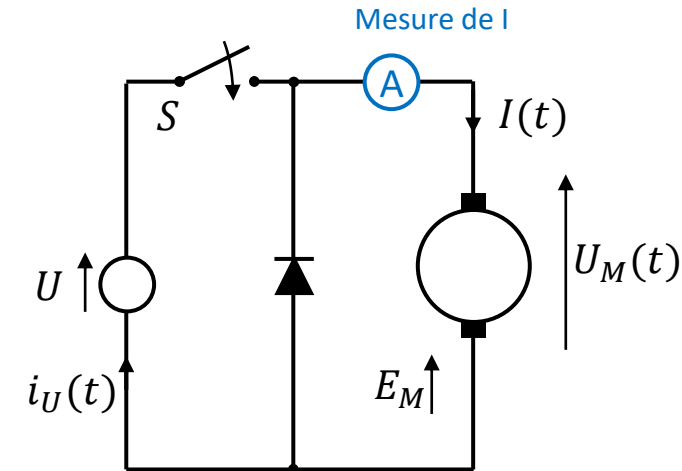 Mesure de I
A
S
I(t)
U
U_M(t)
i_U(t)
E_M